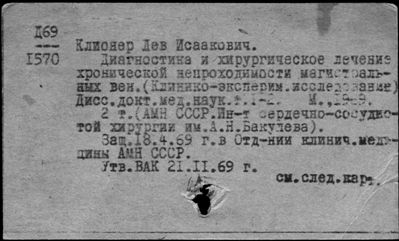 Д69
1570
Клионер Лев Исаакович.
Диагностика и хирургическое лечение
хронической непроходимости магистраль-
ных вен. (Клинико-эксперим.исследование)
Дисс.докт.мед.наук. М.,
2 т. (АМН СССР. Ин-т сердечно-сосудис-
той хирургии им.А.Н.Бакулева).
Защ.18.4.69 г. в Отд-нии клинич.меди-
цины АМН СССР.
Утв.ВАК 21.II.69 г.
см.след.карт.